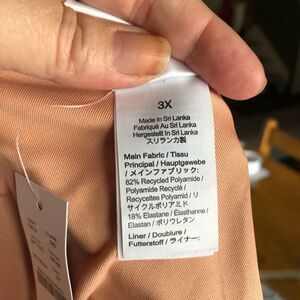 3X
Made In Sri Lanka
Fabriqué Au Sri Lanka
Hergestellt In Sri Lanka
スリランカ製
Main Fabric / Tissu
Principal / Hauptgewebe
/ メインファブリック:
82% Recycled Polyamide /
Polyamide Recyclé /
Recyceltes Polyamid / リ
サイクルポリアミド
18% Elastane / Élasthanne /
Elastan / ポリウレタン
Liner / Doublure /
Futterstoff / ライナー: